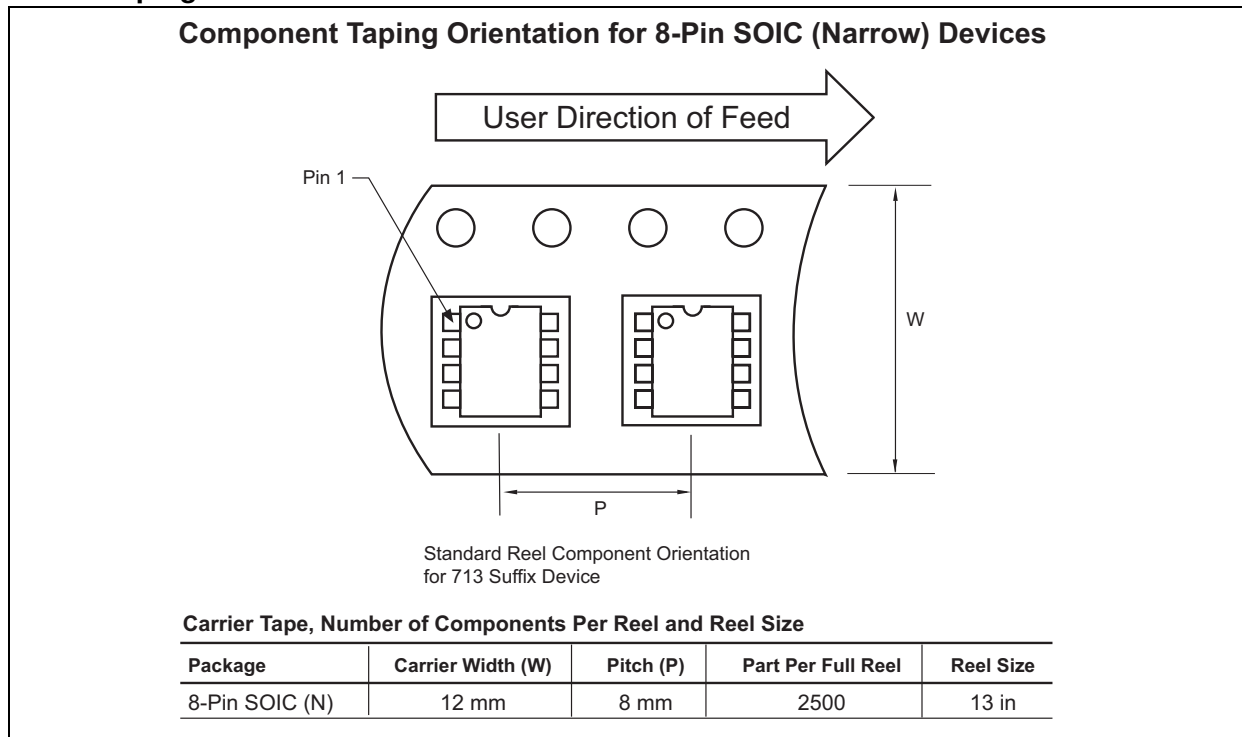 Component Taping Orientation for 8-Pin SOIC (Narrow) Devices
User Direction of Feed
Pin 1
W
P
Standard Reel Component Orientation
for 713 Suffix Device
Carrier Tape, Number of Components Per Reel and Reel Size
Package Carrier Width (W) Pitch (P) Part Per Full Reel Reel Size
8-Pin SOIC (N) 12 mm 8 mm 2500 13 in